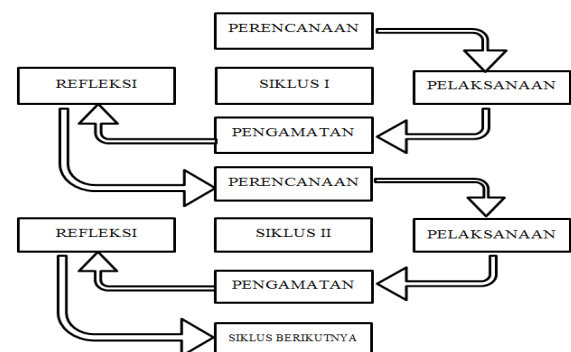 PERENCANAAN
REFLEKSI
SIKLUS I
PELAKSANAAN
PENGAMATAN
PERENCANAAN
REFLEKSI
SIKLUS II
PELAKSANAAN
PENGAMATAN
SIKLUS BERIKUTNYA